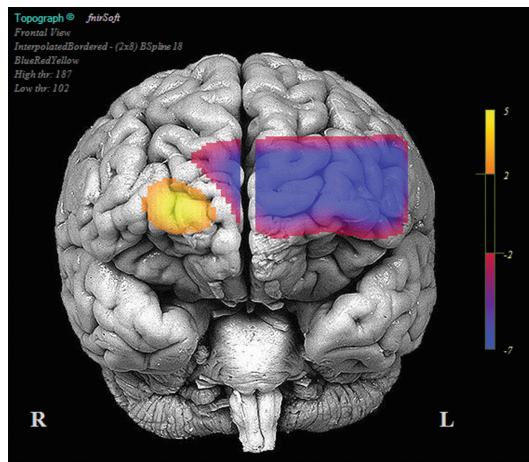 Topograph © fnirSoft
Frontal View
InterpolatedBordered - (2x8) BSpline 18
BlueRedYellow
High thr: 187
Low thr: 102
5
2
-2
-7
R
L